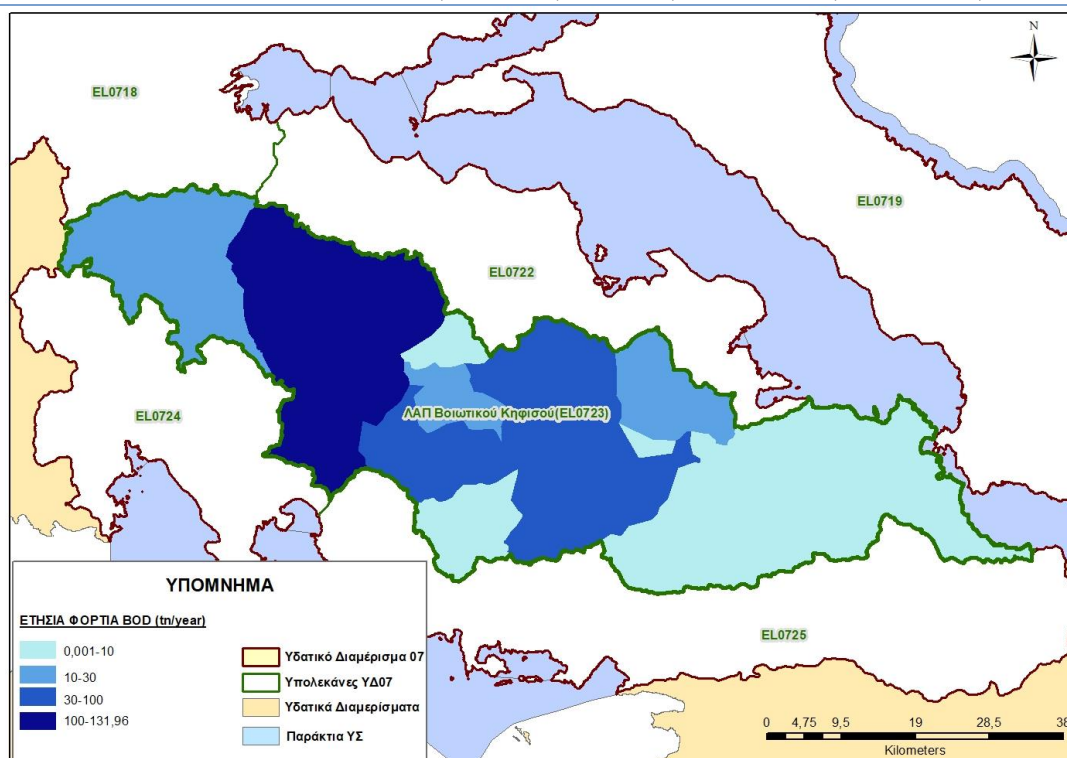 N
EL0718
EL0719
EL0722
EL0724
ΛΑΠ Βοιωτικού Κηφισού(EL0723)
EL0725
ΥΠΟΜΝΗΜΑ
ΕΤΗΣΙΑ ΦΟΡΤΙΑ BOD (tn/year)
0,001-10
10-30
30-100
100-131,96
Υδατικό Διαμέρισμα 07
Υπολεκάνες ΥΔ07
Υδατικά Διαμερίσματα
Παράκτια ΥΣ
0 4,75 9,5 19 28,5 38
Kilometers